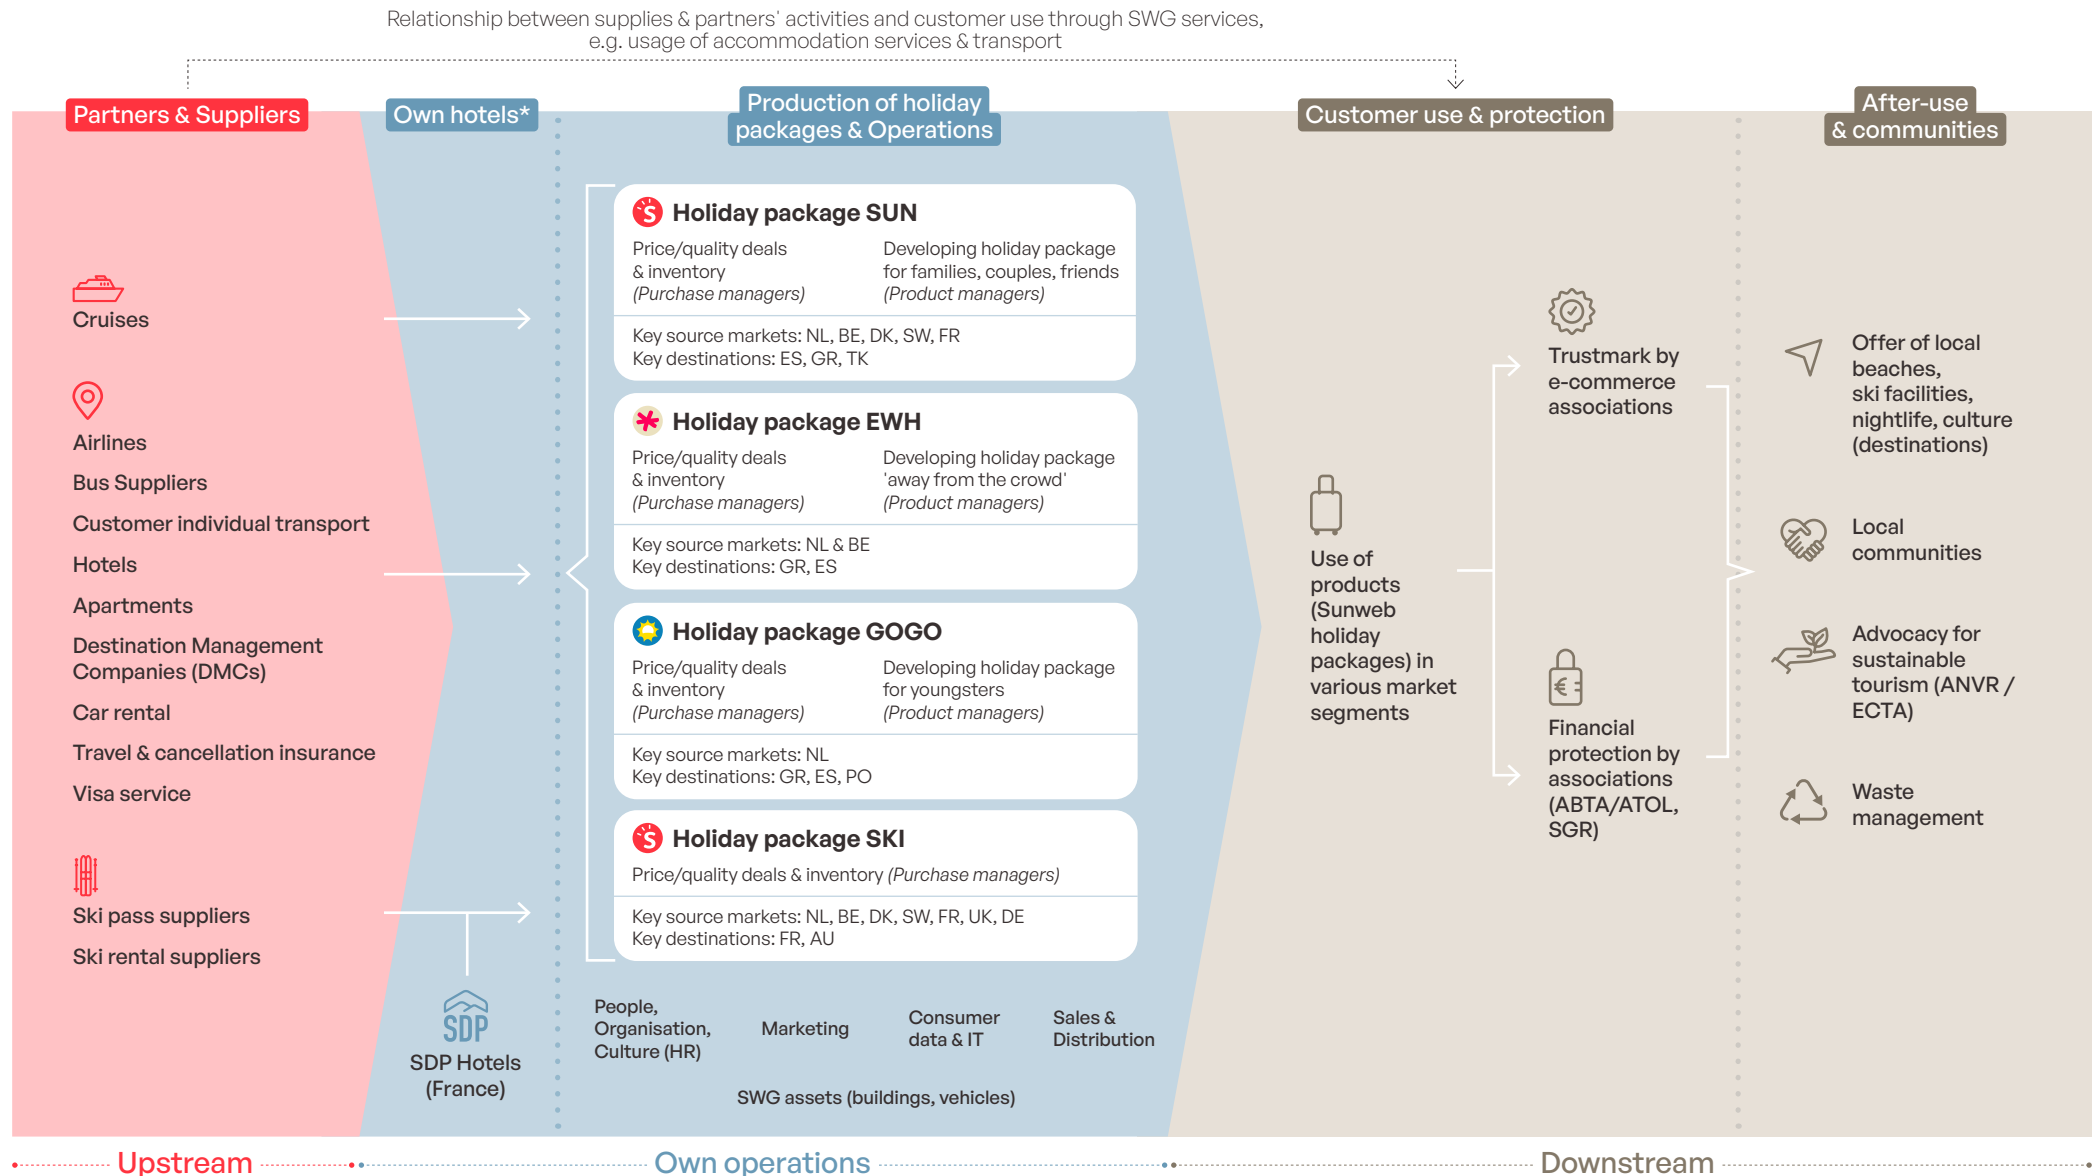 Relationship between supplies & partners' activities and customer use through SWG services,
e.g. usage of accommodation services & transport
Partners & Suppliers
Cruises
Airlines
Bus Suppliers
Customer individual transport
Hotels
Apartments
Destination Management
Companies (DMCs)
Car rental
Travel & cancellation insurance
Visa service
Ski pass suppliers
Ski rental suppliers
Own hotels*
SDP
SDP Hotels
(France)
Production of holiday
packages & Operations
S Holiday package SUN
Price/quality deals
& inventory
(Purchase managers)
Developing holiday package
for families, couples, friends
(Product managers)
Key source markets: NL, BE, DK, SW, FR
Key destinations: ES, GR, TK
Holiday package EWH
Price/quality deals
& inventory
(Purchase managers)
Developing holiday package
'away from the crowd'
(Product managers)
Key source markets: NL & BE
Key destinations: GR, ES
Holiday package GOGO
Price/quality deals
& inventory
(Purchase managers)
Developing holiday package
for youngsters
(Product managers)
Key source markets: NL
Key destinations: GR, ES, PO
S Holiday package SKI
Price/quality deals & inventory (Purchase managers)
Key source markets: NL, BE, DK, SW, FR, UK, DE
Key destinations: FR, AU
People,
Organisation,
Culture (HR)
Marketing
Consumer
data & IT
Sales &
Distribution
SWG assets (buildings, vehicles)
Customer use & protection
Use of
products
(Sunweb
holiday
packages) in
various market
segments
Trustmark by
e-commerce
associations
€
Financial
protection by
associations
(ABTA/ATOL,
SGR)
After-use
& communities
Offer of local
beaches,
ski facilities,
nightlife, culture
(destinations)
Local
communities
Advocacy for
sustainable
tourism (ANVR /
ECTA)
Waste
management
Upstream
Own operations
Downstream